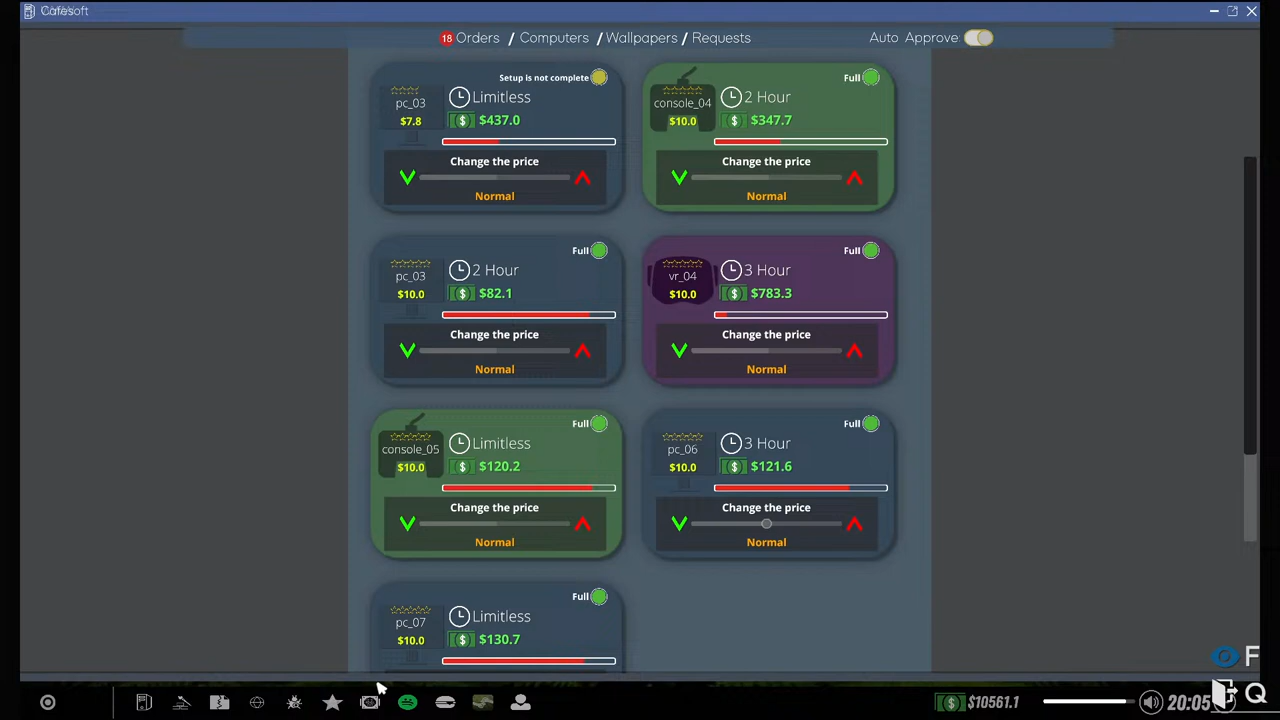 Cafesoft
18 Orders / Computers / Wallpapers / Requests
Auto Approve
Setup is not complete
pc_03
$7.8
Limitless
$437.0
Change the price
Normal
Full
console_04
$10.0
2 Hour
$347.7
Change the price
Normal
Full
pc_03
$10.0
2 Hour
$82.1
Change the price
Normal
Full
vr_04
$10.0
3 Hour
$783.3
Change the price
Normal
Full
console_05
$10.0
Limitless
$120.2
Change the price
Normal
Full
pc_06
$10.0
3 Hour
$121.6
Change the price
Normal
Full
pc_07
$10.0
Limitless
$130.7
F
$10561.1
20:05
Q